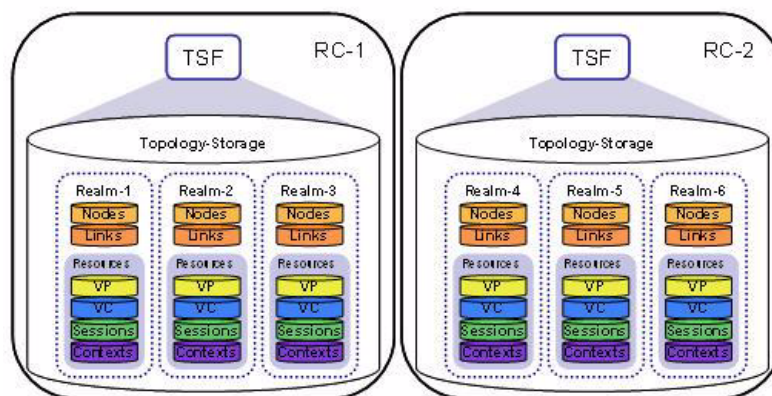 TSF RC-1 TSF RC-2
Topology-Storage Topology-Storage
Realm-1 Realm-2 Realm-3 Realm-4 Realm-5 Realm-6
Nodes Nodes Nodes Nodes Nodes Nodes
Links Links Links Links Links Links
Resources Resources Resources Resources Resources Resources
VP VP VP VP VP VP
VC VC VC VC VC VC
Sessions Sessions Sessions Sessions Sessions Sessions
Contexts Contexts Contexts Contexts Contexts Contexts